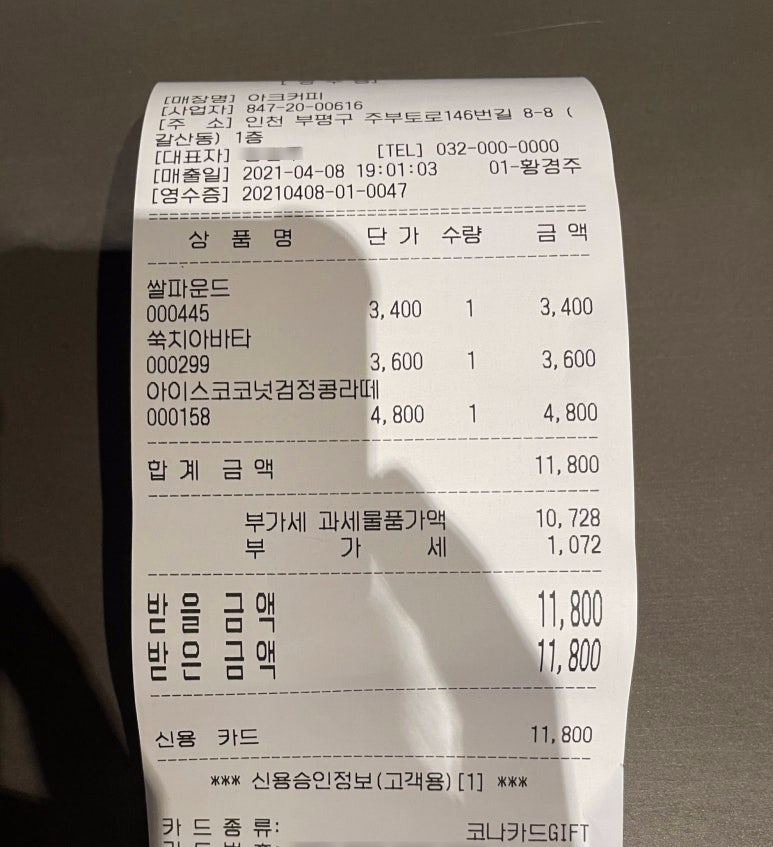 [매장명] 아크커피
[사업자] 847-20-00616
[주 소] 인천 부평구 주부토로146번길 8-8 (
갈산동) 1층
[대표자] [TEL] 032-000-0000
[매출일] 2021-04-08 19:01:03 01-황경주
[영수증] 20210408-01-0047
상 품 명 단 가 수량 금 액
쌀파운드
000445 3,400 1 3,400
쑥치아바타
000299 3,600 1 3,600
아이스코코넛검정콩라떼
000158 4,800 1 4,800
합 계 금 액 11,800
부가세 과세물품가액 10,728
부 가 세 1,072
받 을 금 액 11,800
받 은 금 액 11,800
신용 카드 11,800
*** 신용승인정보(고객용)[1] ***
카 드 종 류: 코나카드GIFT